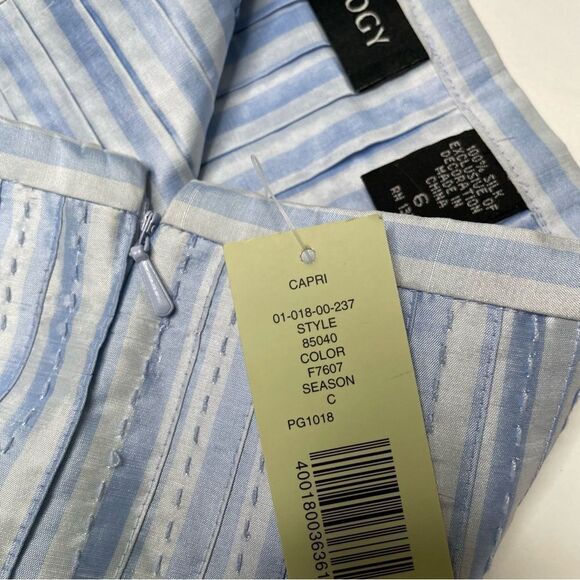 OGY
100% SILK
EXCLUSIVE OF
DECORATION
MADE IN
CHINA
6
RN
CAPRI
01-018-00-237
STYLE
85040
COLOR
F7607
SEASON
C
PG1018
40018003636